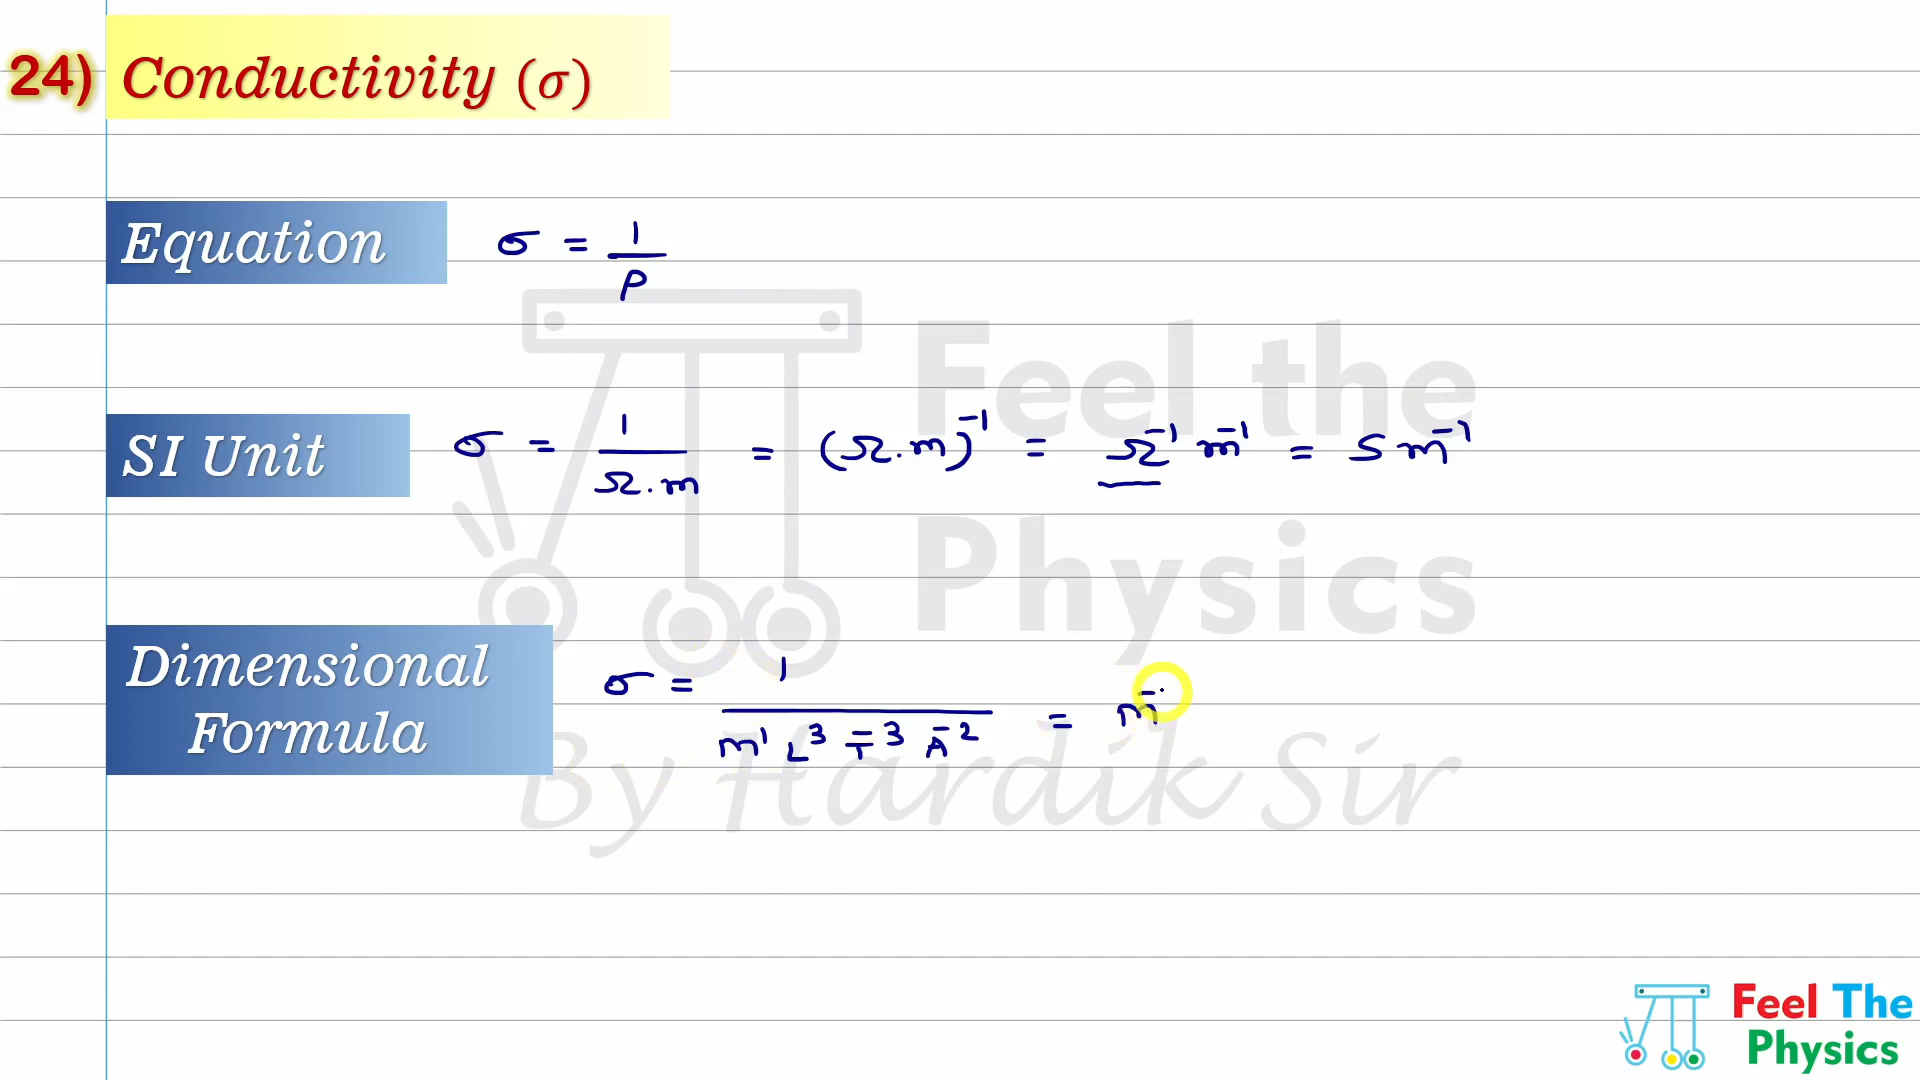 24) Conductivity (σ)
Equation σ = 1/ρ
SI Unit σ = 1/Ω.m = (Ω.m)⁻¹ = Ω⁻¹ m⁻¹ = S m⁻¹
Dimensional Formula σ = 1/M¹ L³ T⁻³ A⁻² = M⁻
Feel the
Physics
By Hardik Sir
Feel The
Physics